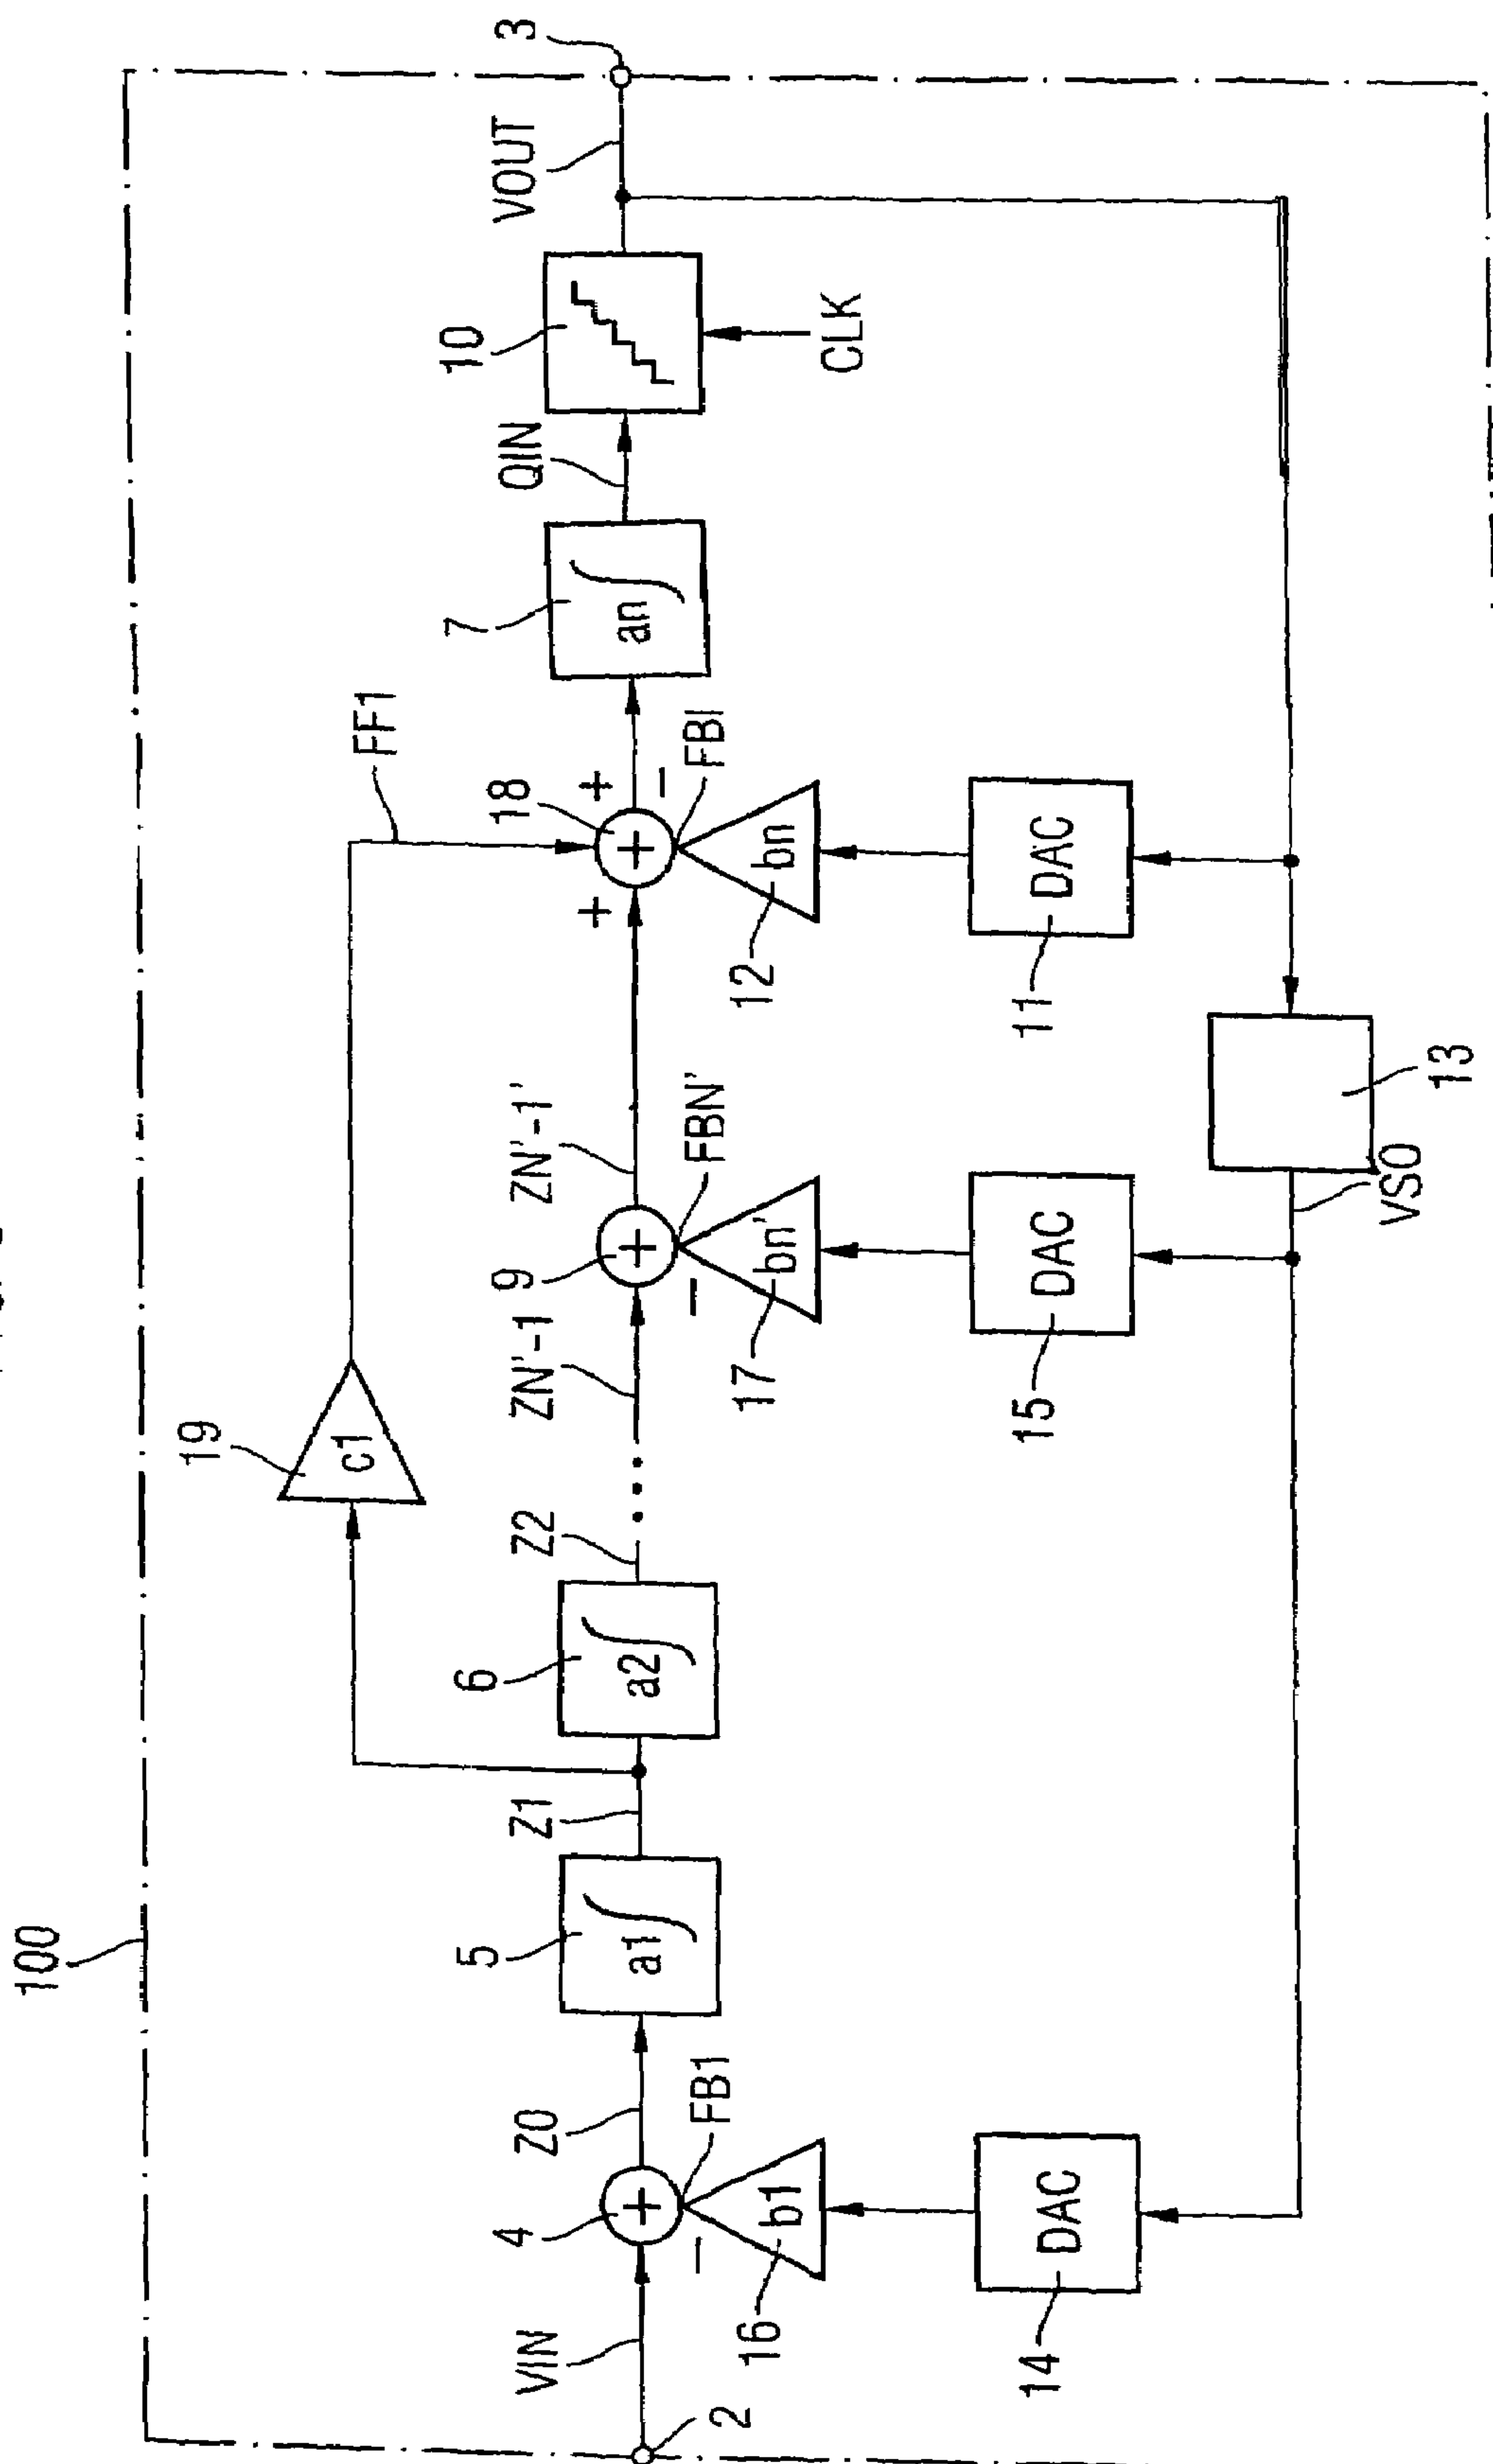 100
19
c1
FF1
VIN
4
Z0
5
Z1
6
Z2
ZN'-1
9
ZN'-1'
18
7
QIN
10
VOUT
3
+
a1
a2
+
+
+
+
an
2
−
FB1
−
FBN'
−
FBI
CLK
16
b1
17
bn'
12
bn
14
DAC
15
DAC
11
DAC
VSO
13